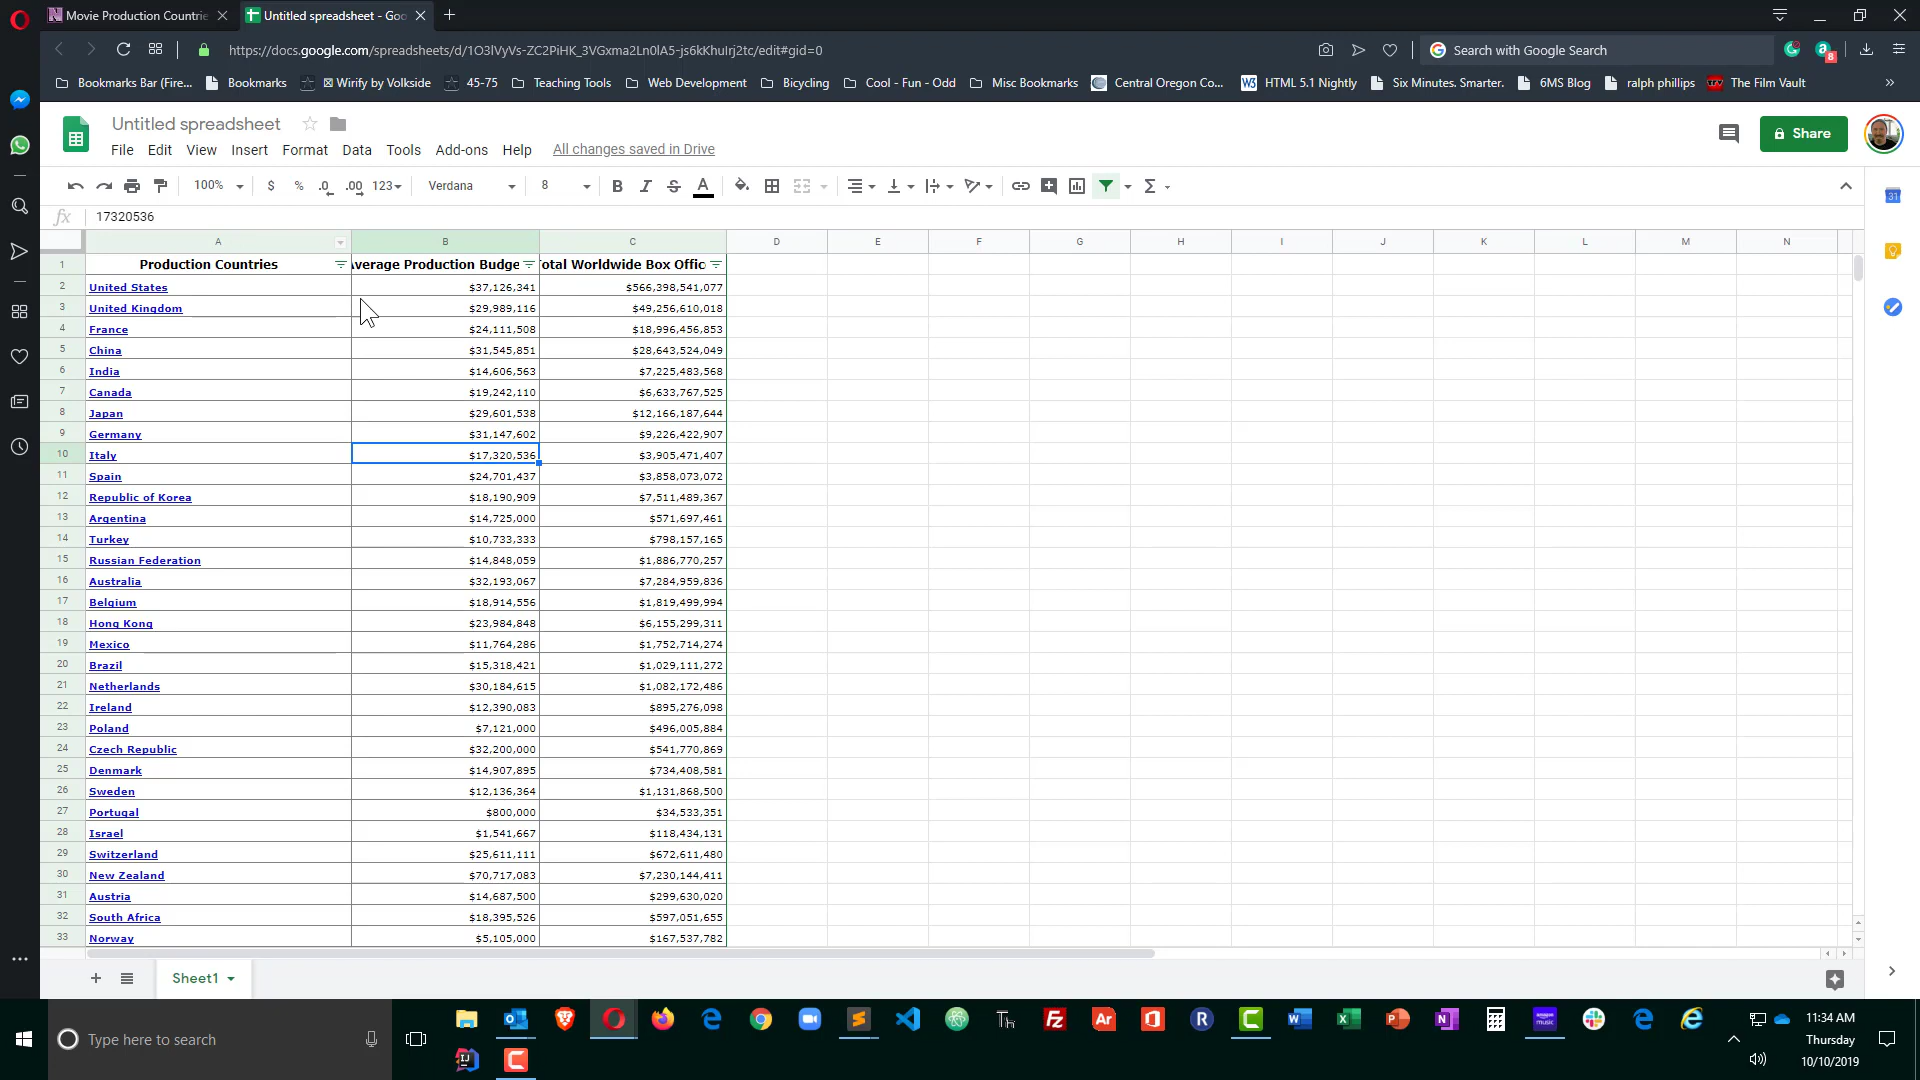 Movie Production Countrie
Untitled spreadsheet - Goo
https://docs.google.com/spreadsheets/d/1O3lVyVs-ZC2PiHK_3VGxma2Ln0lA5-js6kKhuIrj2tc/edit#gid=0
Search with Google Search
8
Bookmarks Bar (Fire... Bookmarks Wirify by Volkside 45-75 Teaching Tools Web Development Bicycling Cool - Fun - Odd Misc Bookmarks Central Oregon Co... W3 HTML 5.1 Nightly Six Minutes. Smarter. 6MS Blog ralph phillips The Film Vault
Untitled spreadsheet
File Edit View Insert Format Data Tools Add-ons Help All changes saved in Drive
Share
100% $ % .0 .00 123 Verdana 8 B I S A Σ
31
fx 17320536
A B C D E F G H I J K L M N
1 Production Countries Average Production Budge Total Worldwide Box Offic
2 United States $37,126,341 $566,398,541,077
3 United Kingdom $29,989,116 $49,256,610,018
4 France $24,111,508 $18,996,456,853
5 China $31,545,851 $28,643,524,049
6 India $14,606,563 $7,225,483,568
7 Canada $19,242,110 $6,633,767,525
8 Japan $29,601,538 $12,166,187,644
9 Germany $31,147,602 $9,226,422,907
10 Italy $17,320,536 $3,905,471,407
11 Spain $24,701,437 $3,858,073,072
12 Republic of Korea $18,190,909 $7,511,489,367
13 Argentina $14,725,000 $571,697,461
14 Turkey $10,733,333 $798,157,165
15 Russian Federation $14,848,059 $1,886,770,257
16 Australia $32,193,067 $7,284,959,836
17 Belgium $18,914,556 $1,819,499,994
18 Hong Kong $23,984,848 $6,155,299,311
19 Mexico $11,764,286 $1,752,714,274
20 Brazil $15,318,421 $1,029,111,272
21 Netherlands $30,184,615 $1,082,172,486
22 Ireland $12,390,083 $895,276,098
23 Poland $7,121,000 $496,005,884
24 Czech Republic $32,200,000 $541,770,869
25 Denmark $14,907,895 $734,408,581
26 Sweden $12,136,364 $1,131,868,500
27 Portugal $800,000 $34,533,351
28 Israel $1,541,667 $118,434,131
29 Switzerland $25,611,111 $672,611,480
30 New Zealand $70,717,083 $7,230,144,411
31 Austria $14,687,500 $299,630,020
32 South Africa $18,395,526 $597,051,655
33 Norway $5,105,000 $167,537,782
Sheet1
Type here to search
11:34 AM
Thursday
10/10/2019